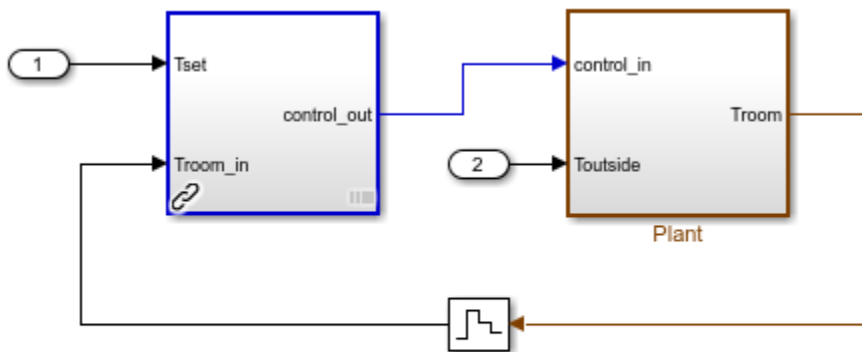 1
Tset
control_out
Troom_in
control_in
Troom
2
Toutside
Plant